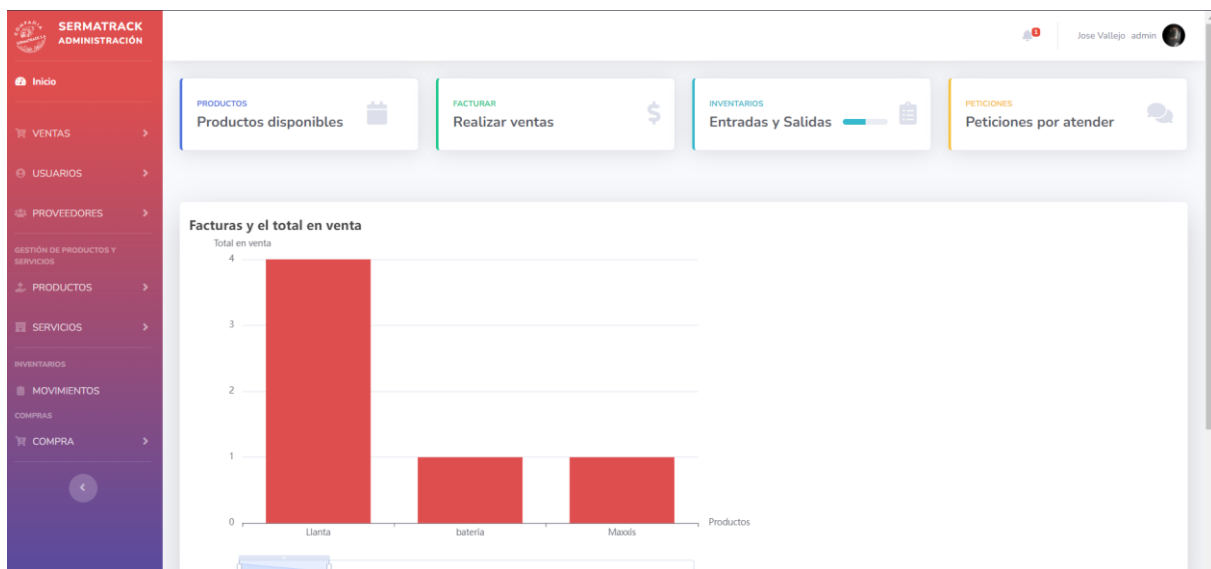 SERMATRACK
ADMINISTRACIÓN
1
Jose Vallejo admin
Inicio
VENTAS
USUARIOS
PROVEEDORES
GESTIÓN DE PRODUCTOS Y
SERVICIOS
PRODUCTOS
SERVICIOS
INVENTARIOS
MOVIMIENTOS
COMPRAS
COMPRA
PRODUCTOS
Productos disponibles
FACTURAR
Realizar ventas
INVENTARIOS
Entradas y Salidas
PETICIONES
Peticiones por atender
Facturas y el total en venta
Total en venta
4
3
2
1
0
Llanta
bateria
Maxxis
Productos